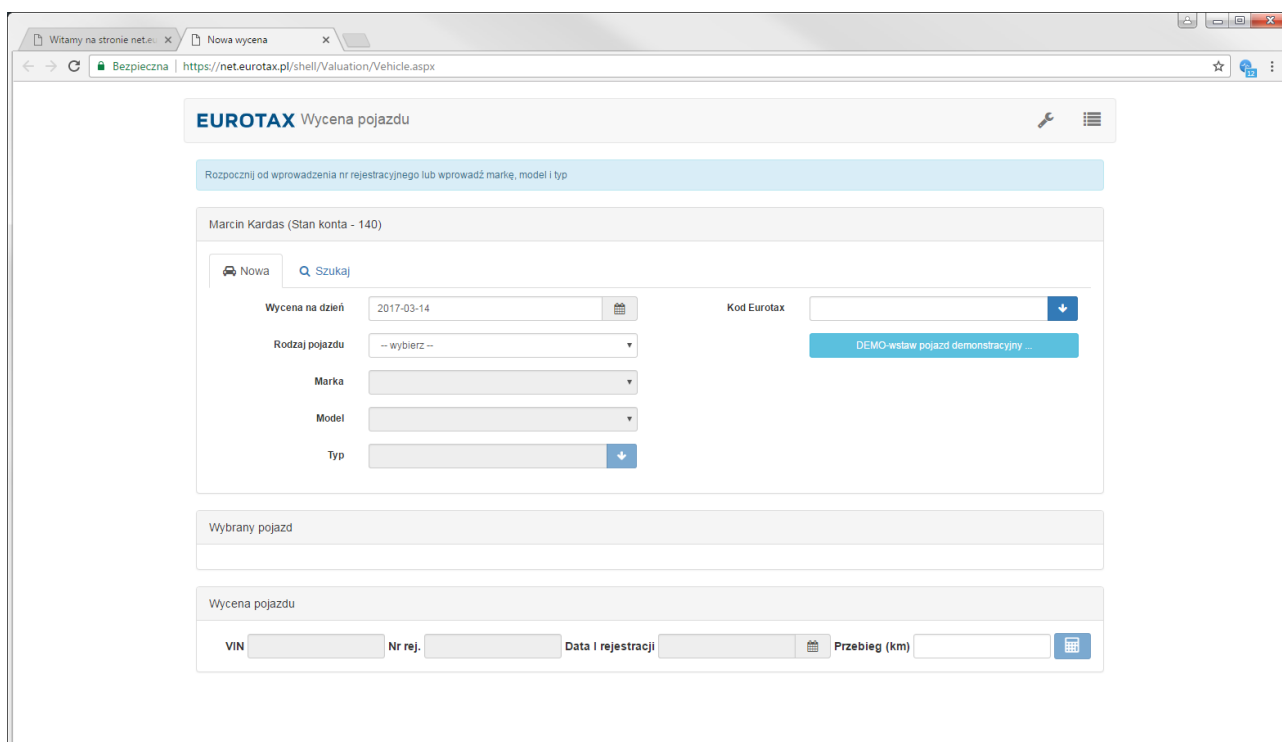 Witamy na stronie net.eu
Nowa wycena
Bezpieczna https://net.eurotax.pl/shell/Valuation/Vehicle.aspx
12
EUROTAX Wycena pojazdu
Rozpocznij od wprowadzenia nr rejestracyjnego lub wprowadź markę, model i typ
Marcin Kardas (Stan konta - 140)
Nowa Szukaj
Wycena na dzień 2017-03-14 Kod Eurotax
Rodzaj pojazdu -- wybierz -- DEMO-wstaw pojazd demonstracyjny ...
Marka
Model
Typ
Wybrany pojazd
Wycena pojazdu
VIN Nr rej. Data I rejestracji Przebieg (km)